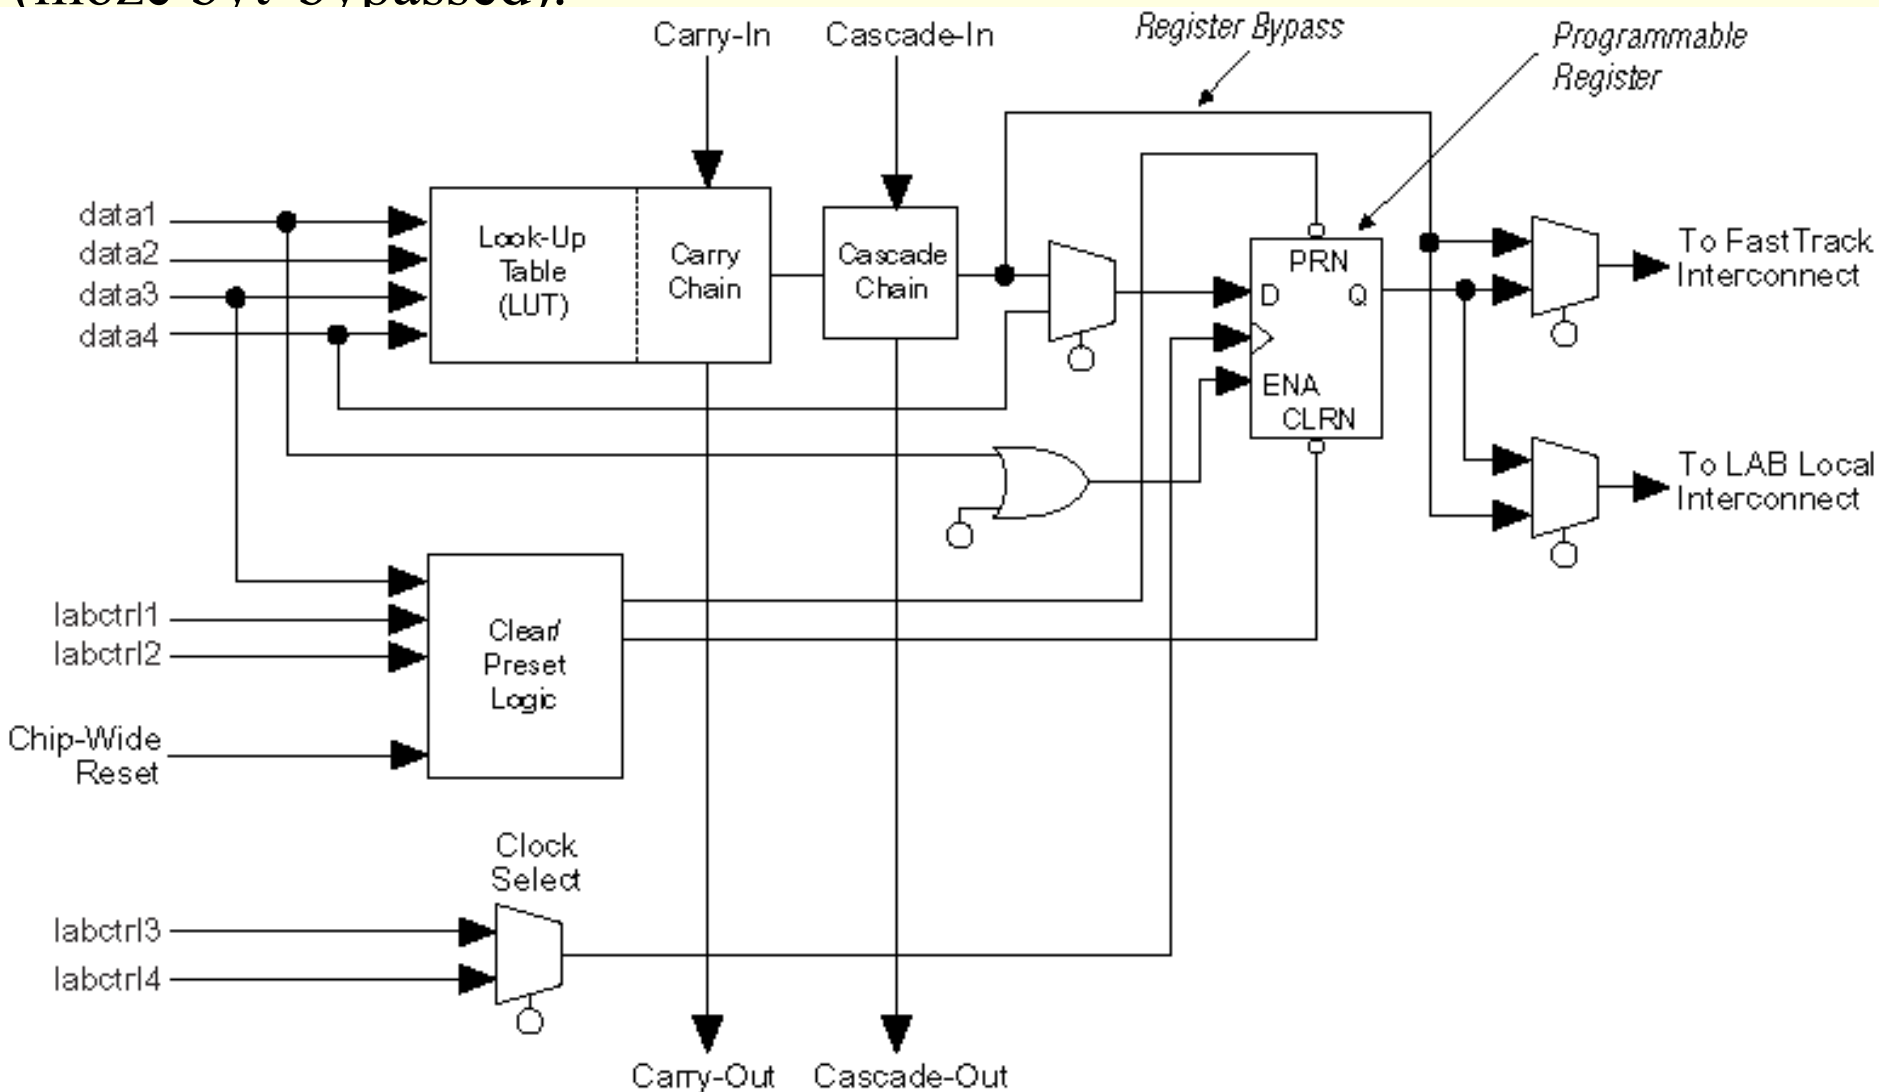 Carry-In
Cascade-In
Register Bypass
Programmable
Register
data1
data2
data3
data4
Look-Up
Table
(LUT)
Carry
Chain
Cascade
Chain
PRN
D
Q
ENA
CLRN
To FastTrack
Interconnect
To LAB Local
Interconnect
labctrl1
labctrl2
Clear/
Preset
Logic
Chip-Wide
Reset
Clock
Select
labctrl3
labctrl4
Carry-Out
Cascade-Out